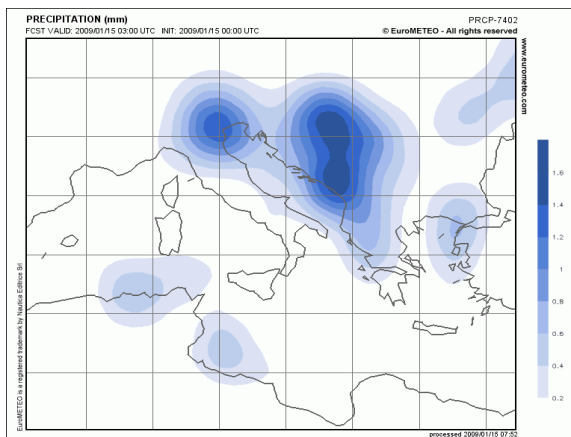 PRECIPITATION (mm)
PRCP-7402
FCST VALID: 2009/01/15 03:00 UTC INIT: 2009/01/15 00:00 UTC
© EuroMETEO - All rights reserved
www.eurometeo.com
1.6
1.4
1.2
1
0.8
0.6
0.4
0.2
EuroMETEO is a registered trademark by Nautica Editrice Srl
processed 2009/01/15 07:52